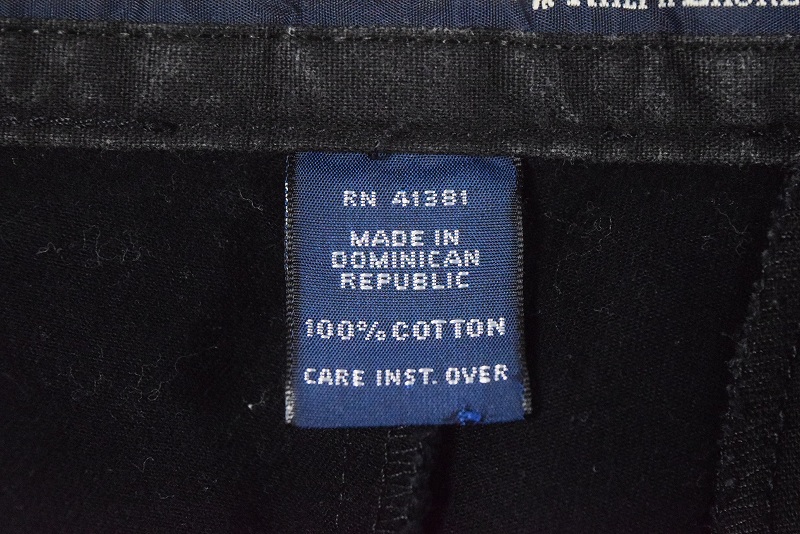 RN 41381
MADE IN
DOMINICAN
REPUBLIC
100% COTTON
CARE INST. OVER